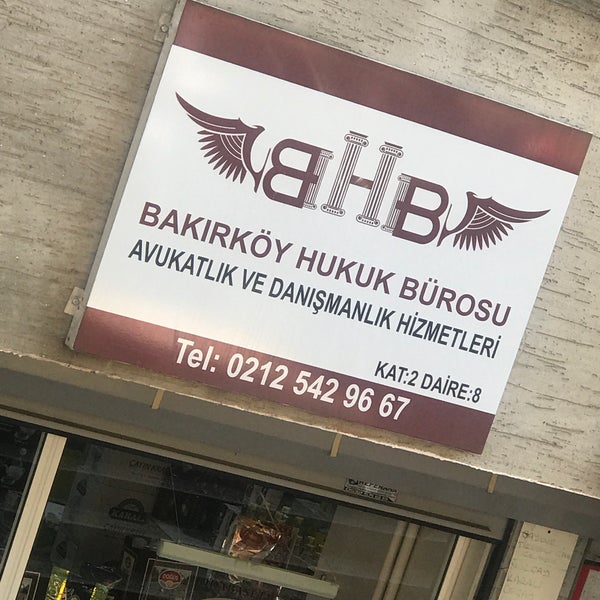 BHB
BAKIRKÖY HUKUK BÜROSU
AVUKATLIK VE DANIŞMANLIK HİZMETLERİ
KAT:2 DAİRE:8
Tel: 0212 542 96 67